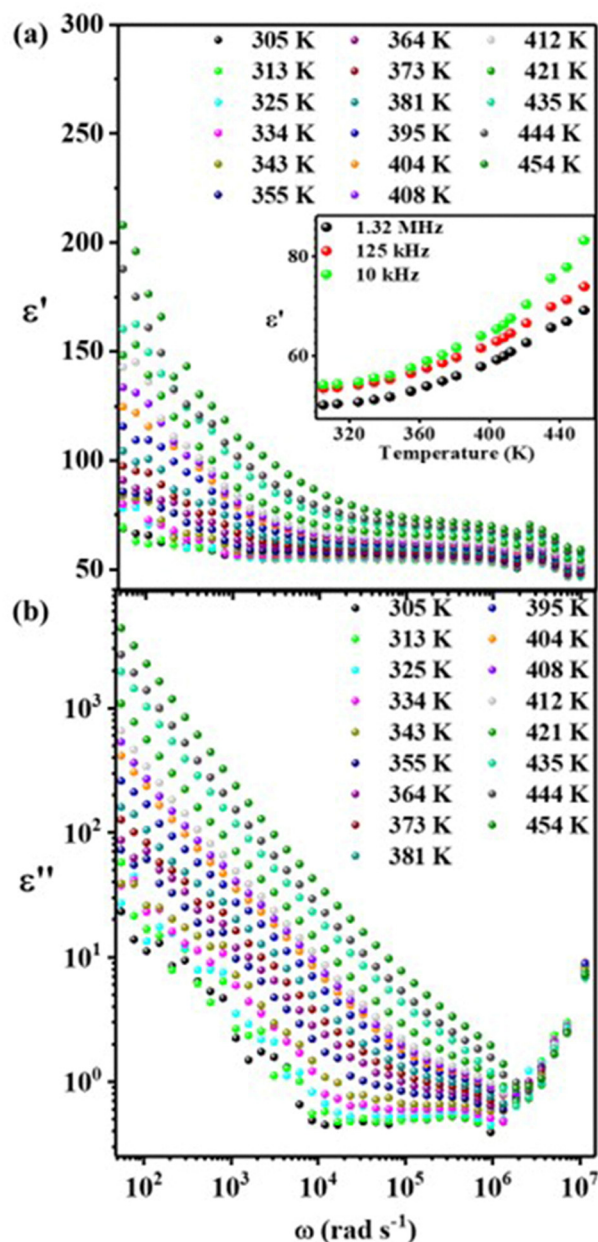 (a)
300
250
200
150
100
50
ε'
305 K 364 K 412 K
313 K 373 K 421 K
325 K 381 K 435 K
334 K 395 K 444 K
343 K 404 K 454 K
355 K 408 K
1.32 MHz
125 kHz
10 kHz
ε'
80
60
320 360 400 440
Temperature (K)
(b)
305 K 395 K
313 K 404 K
325 K 408 K
334 K 412 K
343 K 421 K
355 K 435 K
364 K 444 K
373 K 454 K
381 K
ε''
10³
10²
10¹
10⁰
10² 10³ 10⁴ 10⁵ 10⁶ 10⁷
ω (rad s⁻¹)